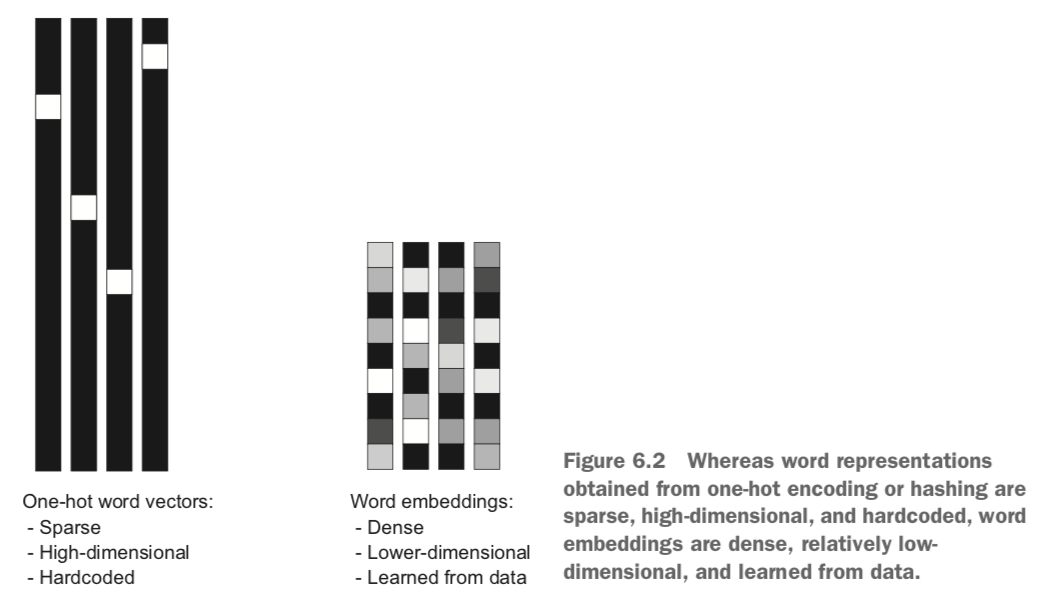 One-hot word vectors:
- Sparse
- High-dimensional
- Hardcoded
Word embeddings:
- Dense
- Lower-dimensional
- Learned from data
Figure 6.2 Whereas word representations
obtained from one-hot encoding or hashing are
sparse, high-dimensional, and hardcoded, word
embeddings are dense, relatively low-
dimensional, and learned from data.